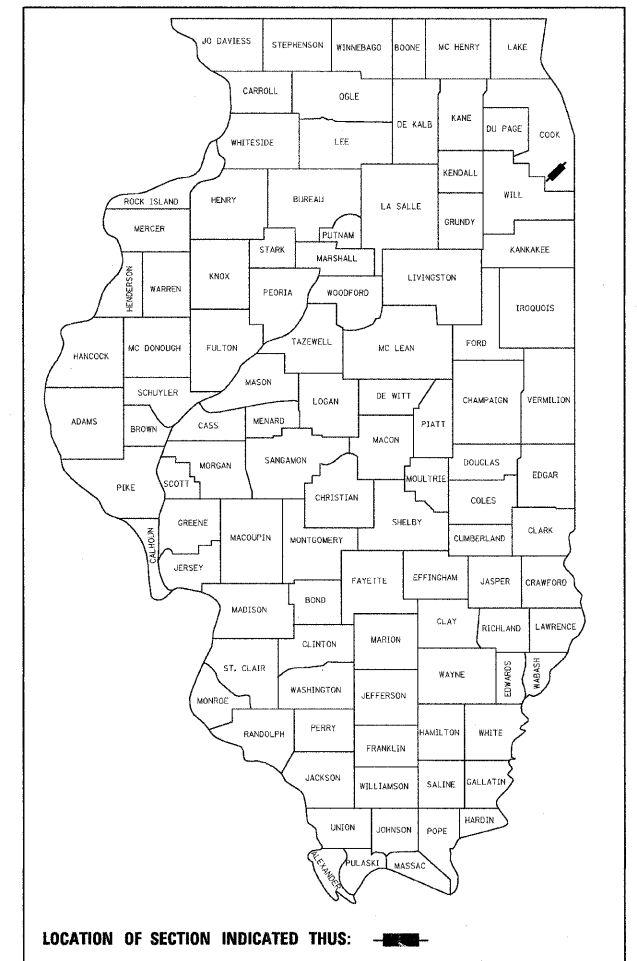 JO DAVIESS STEPHENSON WINNEBAGO BOONE MC HENRY LAKE
CARROLL OGLE
DE KALB KANE DU PAGE COOK
WHITESIDE LEE
KENDALL
ROCK ISLAND HENRY BUREAU LA SALLE WILL
MERCER PUTNAM GRUNDY
STARK MARSHALL KANKAKEE
HENDERSON WARREN KNOX PEORIA WOODFORD LIVINGSTON
IROQUOIS
HANCOCK MC DONOUGH FULTON TAZEWELL MC LEAN FORD
MASON
SCHUYLER LOGAN DE WITT CHAMPAIGN VERMILION
ADAMS BROWN CASS MENARD PIATT
MACON
MORGAN SANGAMON DOUGLAS
PIKE SCOTT CHRISTIAN MOULTRIE EDGAR
COLES
GREENE SHELBY
CALHOUN MACOUPIN MONTGOMERY CUMBERLAND CLARK
JERSEY
FAYETTE EFFINGHAM JASPER CRAWFORD
MADISON BOND
CLAY RICHLAND LAWRENCE
CLINTON MARION
ST. CLAIR WAYNE EDWARDS WABASH
WASHINGTON JEFFERSON
MONROE
RANDOLPH PERRY HAMILTON WHITE
FRANKLIN
JACKSON WILLIAMSON SALINE GALLATIN
UNION JOHNSON POPE HARDIN
ALEXANDER PULASKI MASSAC
LOCATION OF SECTION INDICATED THUS: